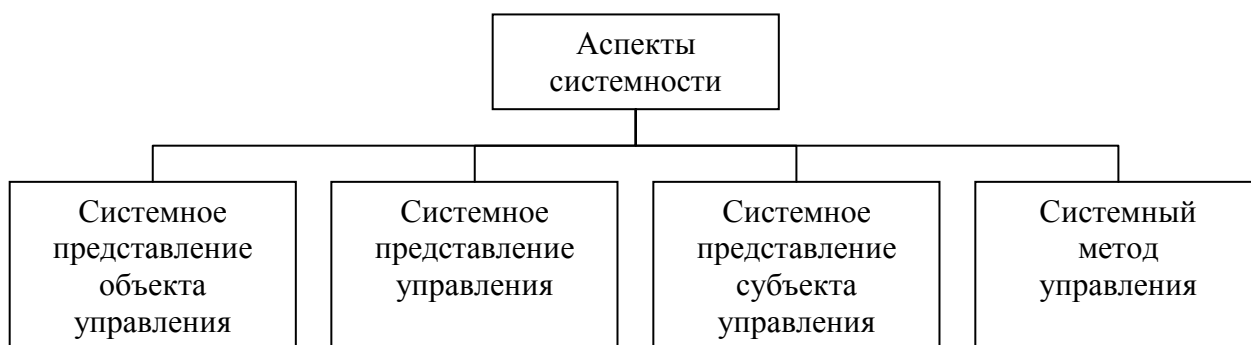 Аспекты
системности
Системное
представление
объекта
управления
Системное
представление
управления
Системное
представление
субъекта
управления
Системный
метод
управления